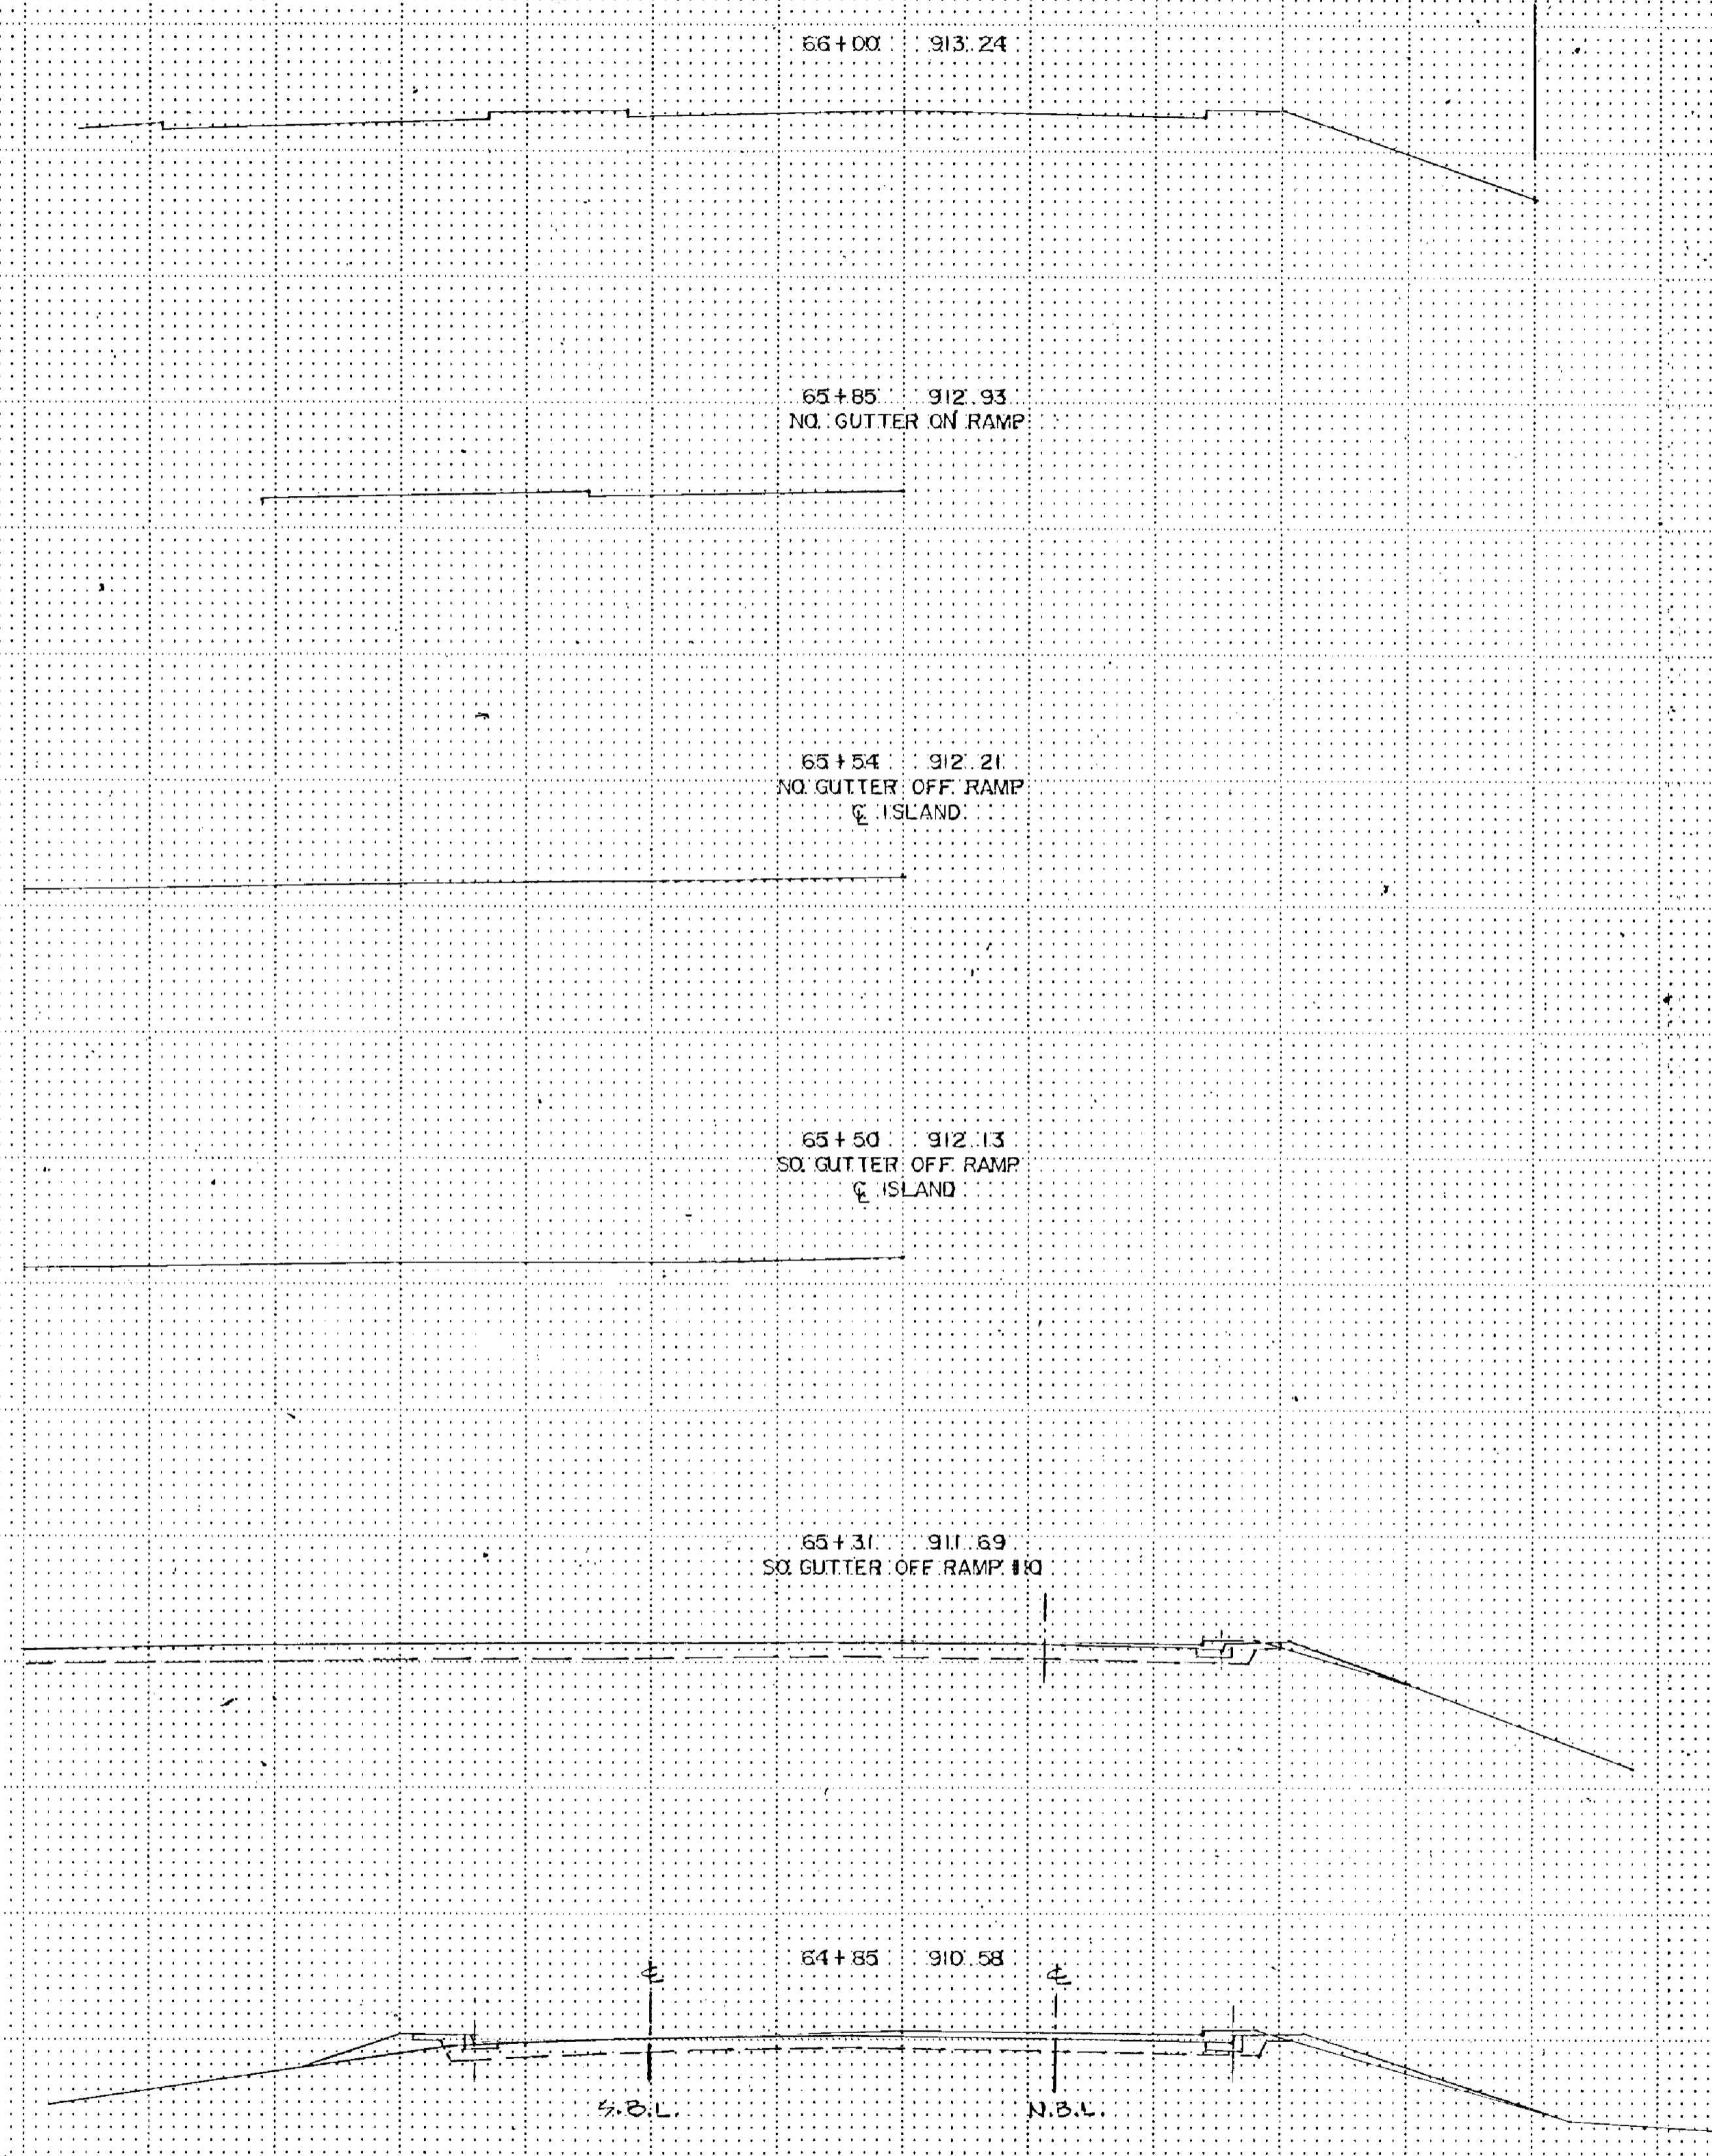 66+00 913.24
65+85 912.93
NO. GUTTER ON RAMP
65+54 912.21
NO. GUTTER OFF RAMP
℄ ISLAND
65+50 912.13
SO. GUTTER OFF RAMP
℄ ISLAND
65+31 911.69
SO. GUTTER OFF RAMP
64+85 910.58
℄ ℄
S.B.L. N.B.L.